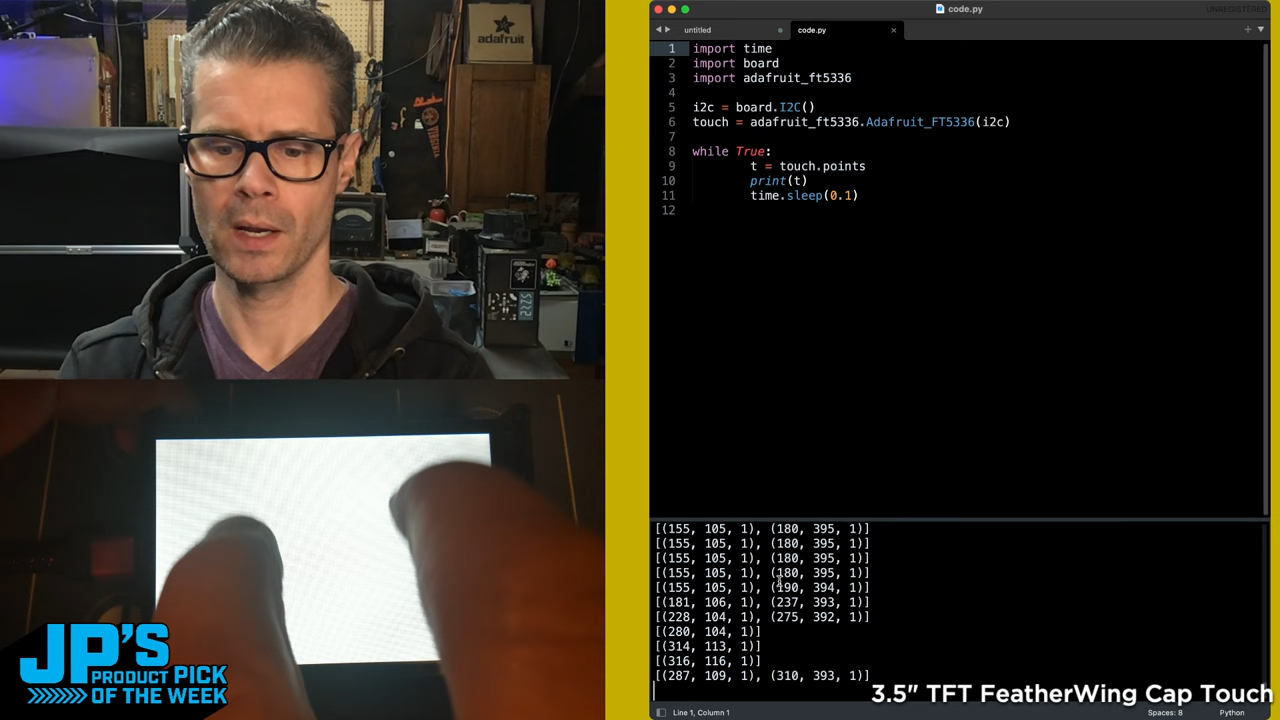 adafruit
VIRGINIA
JP'S
PRODUCT PICK
OF THE WEEK
code.py
UNREGISTERED
untitled
code.py
1 import time
2 import board
3 import adafruit_ft5336
4
5 i2c = board.I2C()
6 touch = adafruit_ft5336.Adafruit_FT5336(i2c)
7
8 while True:
9 t = touch.points
10 print(t)
11 time.sleep(0.1)
12
[(155, 105, 1), (180, 395, 1)]
[(155, 105, 1), (180, 395, 1)]
[(155, 105, 1), (180, 395, 1)]
[(155, 105, 1), (180, 395, 1)]
[(155, 105, 1), (190, 394, 1)]
[(181, 106, 1), (237, 393, 1)]
[(228, 104, 1), (275, 392, 1)]
[(280, 104, 1)]
[(314, 113, 1)]
[(316, 116, 1)]
[(287, 109, 1), (310, 393, 1)]
3.5" TFT FeatherWing Cap Touch
Line 1, Column 1
Spaces: 8
Python